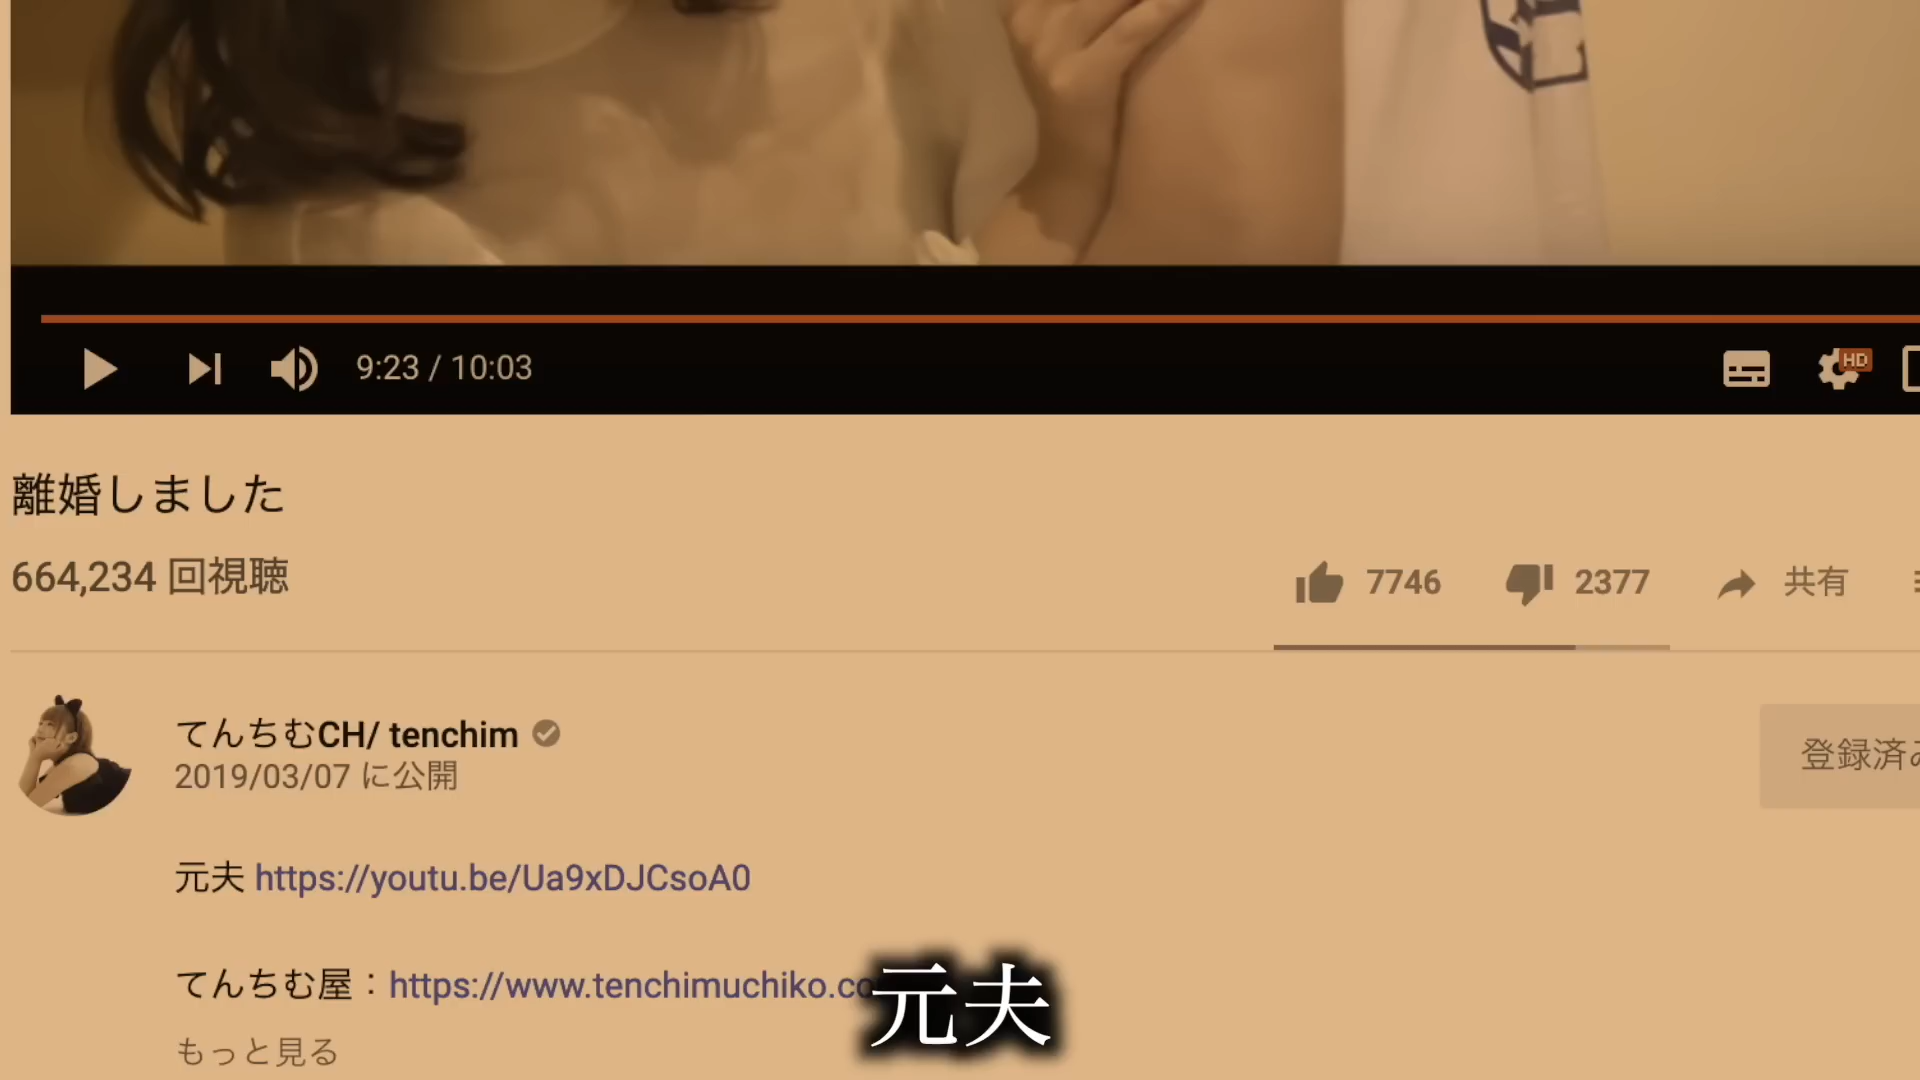 9:23 / 10:03
HD
離婚しました
664,234 回視聴
7746
2377
共有
てんちむCH/ tenchim
2019/03/07 に公開
登録済み
元夫 https://youtu.be/Ua9xDJCsoA0
てんちむ屋：https://www.tenchimuchiko.co
もっと見る
元夫